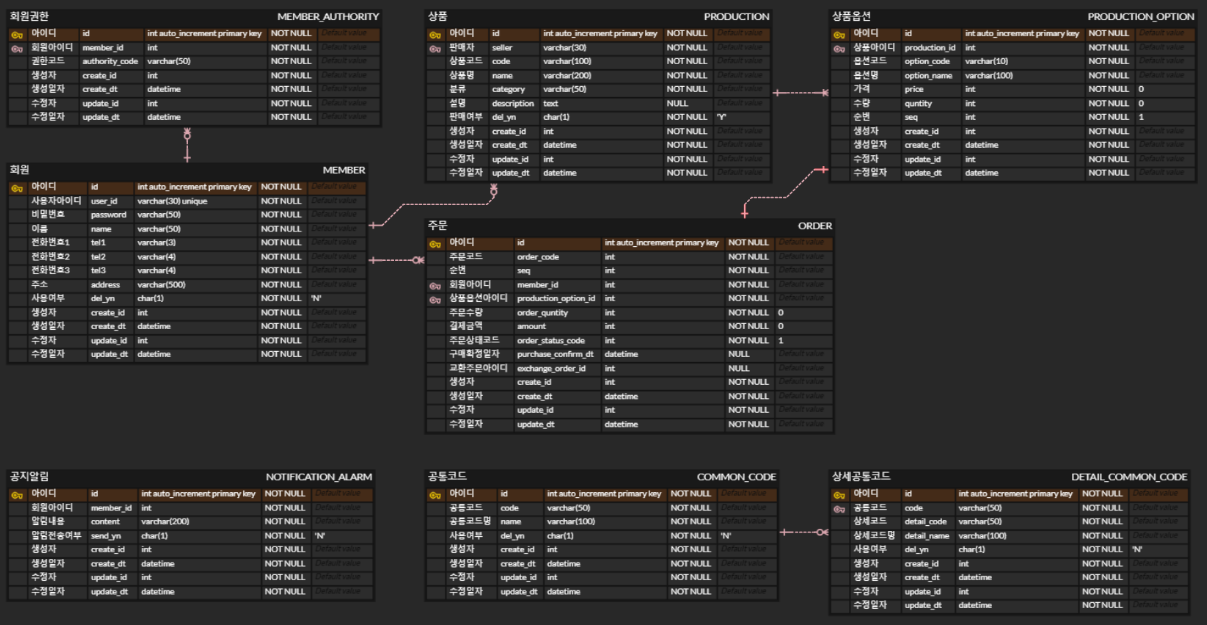 회원권한 MEMBER_AUTHORITY
아이디 id int auto_increment primary key NOT NULL Default value
회원아이디 member_id int NOT NULL Default value
권한코드 authority_code varchar(50) NOT NULL Default value
생성자 create_id int NOT NULL Default value
생성일자 create_dt datetime NOT NULL Default value
수정자 update_id int NOT NULL Default value
수정일자 update_dt datetime NOT NULL Default value
상품 PRODUCTION
아이디 id int auto_increment primary key NOT NULL Default value
판매자 seller varchar(30) NOT NULL Default value
상품코드 code varchar(100) NOT NULL Default value
상품명 name varchar(200) NOT NULL Default value
분류 category varchar(50) NOT NULL Default value
설명 description text NULL Default value
판매여부 del_yn char(1) NOT NULL 'Y'
생성자 create_id int NOT NULL Default value
생성일자 create_dt datetime NOT NULL Default value
수정자 update_id int NOT NULL Default value
수정일자 update_dt datetime NOT NULL Default value
상품옵션 PRODUCTION_OPTION
아이디 id int auto_increment primary key NOT NULL Default value
상품아이디 production_id int NOT NULL Default value
옵션코드 option_code varchar(10) NOT NULL Default value
옵션명 option_name varchar(100) NOT NULL Default value
가격 price int NOT NULL 0
수량 quntity int NOT NULL 0
순번 seq int NOT NULL 1
생성자 create_id int NOT NULL Default value
생성일자 create_dt datetime NOT NULL Default value
수정자 update_id int NOT NULL Default value
수정일자 update_dt datetime NOT NULL Default value
회원 MEMBER
아이디 id int auto_increment primary key NOT NULL Default value
사용자아이디 user_id varchar(30) unique NOT NULL Default value
비밀번호 password varchar(50) NOT NULL Default value
이름 name varchar(50) NOT NULL Default value
전화번호1 tel1 varchar(3) NOT NULL Default value
전화번호2 tel2 varchar(4) NOT NULL Default value
전화번호3 tel3 varchar(4) NOT NULL Default value
주소 address varchar(500) NOT NULL Default value
사용여부 del_yn char(1) NOT NULL 'N'
생성자 create_id int NOT NULL Default value
생성일자 create_dt datetime NOT NULL Default value
수정자 update_id int NOT NULL Default value
수정일자 update_dt datetime NOT NULL Default value
주문 ORDER
아이디 id int auto_increment primary key NOT NULL Default value
주문코드 order_code int NOT NULL Default value
순번 seq int NOT NULL Default value
회원아이디 member_id int NOT NULL Default value
상품옵션아이디 production_option_id int NOT NULL Default value
주문수량 order_quntity int NOT NULL 0
결제금액 amount int NOT NULL 0
주문상태코드 order_status_code int NOT NULL 1
구매확정일자 purchase_confirm_dt datetime NULL Default value
교환주문아이디 exchange_order_id int NULL Default value
생성자 create_id int NOT NULL Default value
생성일자 create_dt datetime NOT NULL Default value
수정자 update_id int NOT NULL Default value
수정일자 update_dt datetime NOT NULL Default value
공지알림 NOTIFICATION_ALARM
아이디 id int auto_increment primary key NOT NULL Default value
회원아이디 member_id int NOT NULL Default value
알림내용 content varchar(200) NOT NULL Default value
알림전송여부 send_yn char(1) NOT NULL 'N'
생성자 create_id int NOT NULL Default value
생성일자 create_dt datetime NOT NULL Default value
수정자 update_id int NOT NULL Default value
수정일자 update_dt datetime NOT NULL Default value
공통코드 COMMON_CODE
아이디 id int auto_increment primary key NOT NULL Default value
공통코드 code varchar(50) NOT NULL Default value
공통코드명 name varchar(100) NOT NULL Default value
사용여부 del_yn char(1) NOT NULL 'N'
생성자 create_id int NOT NULL Default value
생성일자 create_dt datetime NOT NULL Default value
수정자 update_id int NOT NULL Default value
수정일자 update_dt datetime NOT NULL Default value
상세공통코드 DETAIL_COMMON_CODE
아이디 id int auto_increment primary key NOT NULL Default value
공통코드 code varchar(50) NOT NULL Default value
상세코드 detail_code varchar(50) NOT NULL Default value
상세코드명 detail_name varchar(100) NOT NULL Default value
사용여부 del_yn char(1) NOT NULL 'N'
생성자 create_id int NOT NULL Default value
생성일자 create_dt datetime NOT NULL Default value
수정자 update_id int NOT NULL Default value
수정일자 update_dt datetime NOT NULL Default value